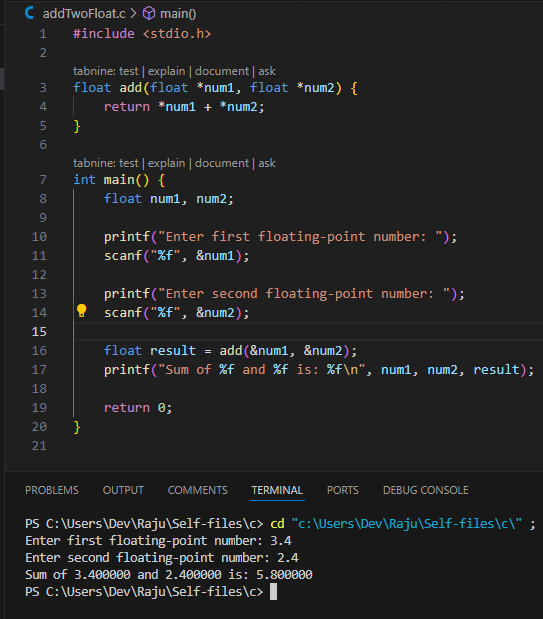 addTwoFloat.c > main()
1 #include <stdio.h>
2
tabnine: test | explain | document | ask
3 float add(float *num1, float *num2) {
4     return *num1 + *num2;
5 }
6
tabnine: test | explain | document | ask
7 int main() {
8     float num1, num2;
9
10     printf("Enter first floating-point number: ");
11     scanf("%f", &num1);
12
13     printf("Enter second floating-point number: ");
14     scanf("%f", &num2);
15
16     float result = add(&num1, &num2);
17     printf("Sum of %f and %f is: %f\n", num1, num2, result);
18
19     return 0;
20 }
21
PROBLEMS OUTPUT COMMENTS TERMINAL PORTS DEBUG CONSOLE
PS C:\Users\Dev\Raju\Self-files\c> cd "c:\Users\Dev\Raju\Self-files\c\" ;
Enter first floating-point number: 3.4
Enter second floating-point number: 2.4
Sum of 3.400000 and 2.400000 is: 5.800000
PS C:\Users\Dev\Raju\Self-files\c>